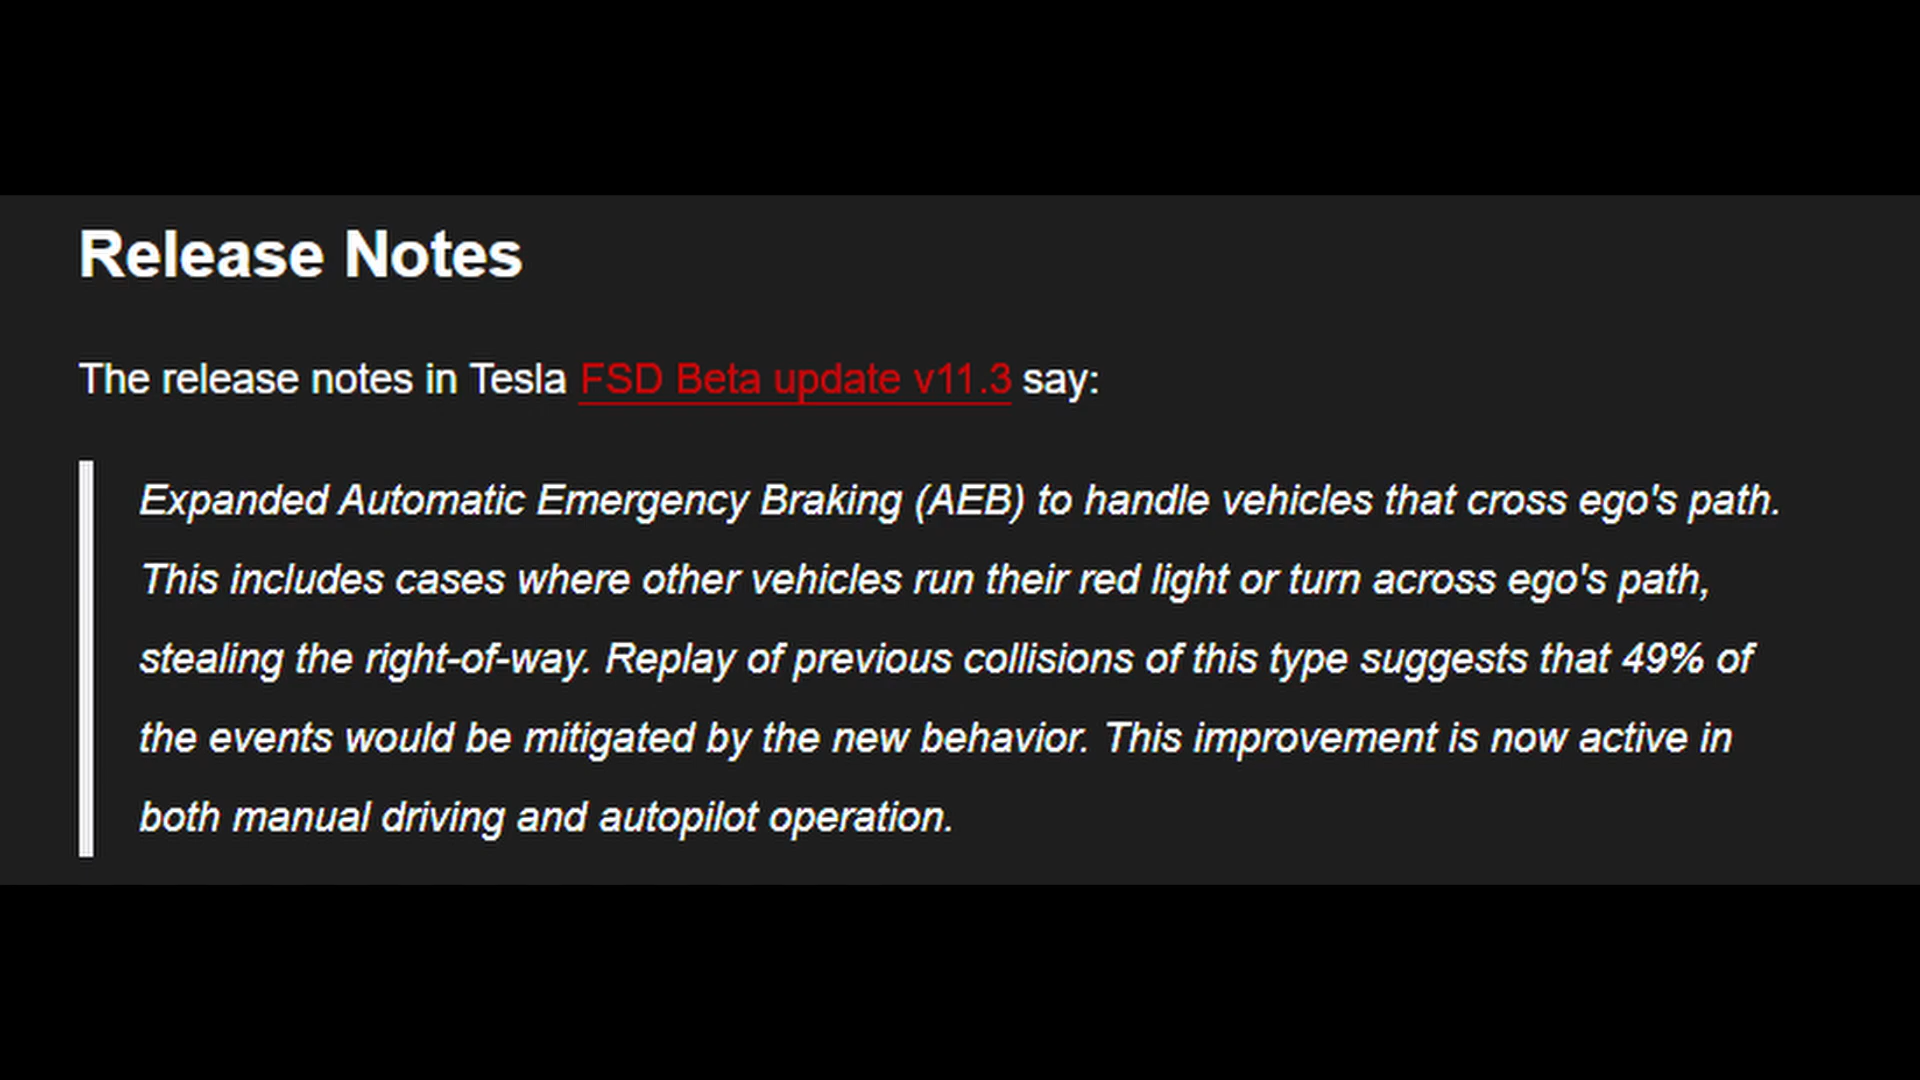 Release Notes
The release notes in Tesla FSD Beta update v11.3 say:
Expanded Automatic Emergency Braking (AEB) to handle vehicles that cross ego's path.
This includes cases where other vehicles run their red light or turn across ego's path,
stealing the right-of-way. Replay of previous collisions of this type suggests that 49% of
the events would be mitigated by the new behavior. This improvement is now active in
both manual driving and autopilot operation.